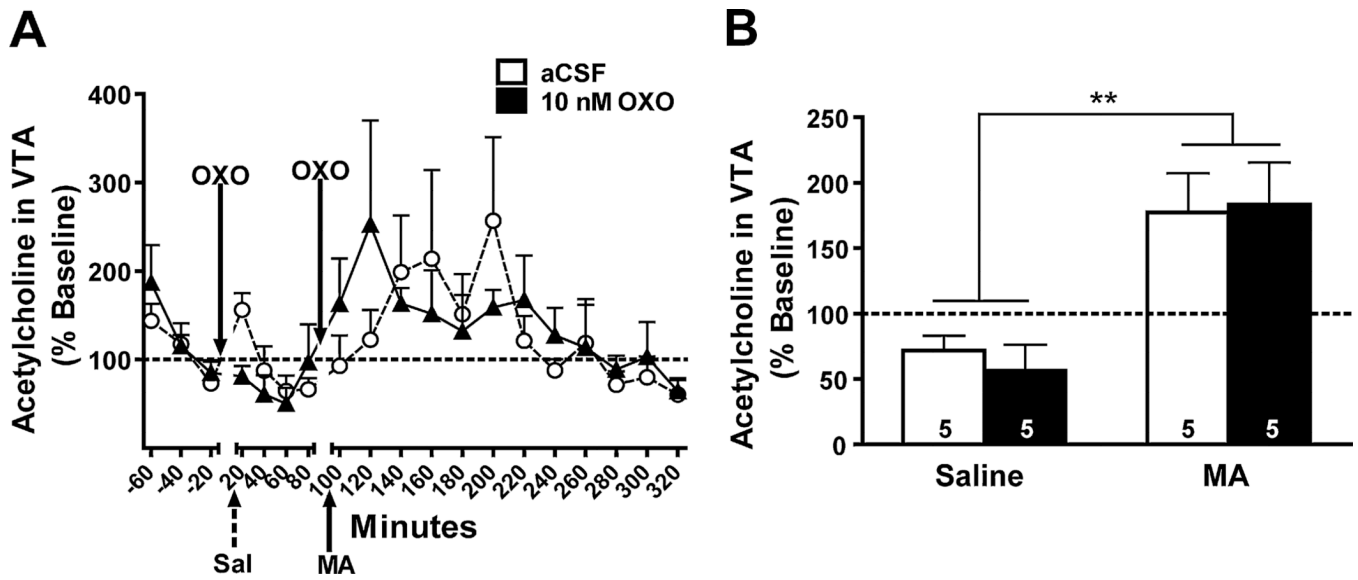 A
aCSF
10 nM OXO
Acetylcholine in VTA
(% Baseline)
400
300
200
100
OXO
OXO
-60
-40
-20
20
40
60
80
100
120
140
160
180
200
220
240
260
280
300
320
Minutes
Sal
MA
B
**
Acetylcholine in VTA
(% Baseline)
250
200
150
100
50
0
5
5
5
5
Saline
MA